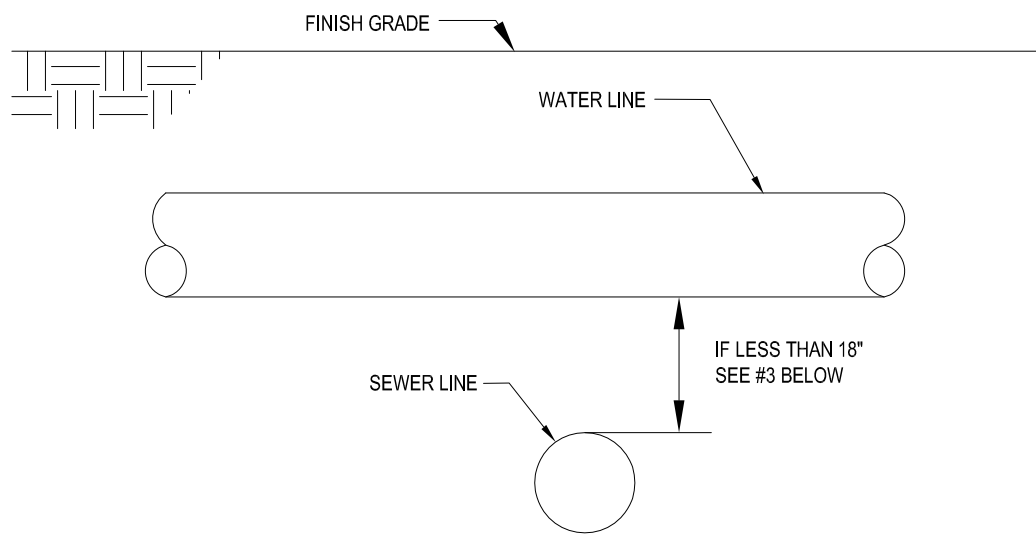 FINISH GRADE
WATER LINE
IF LESS THAN 18"
SEE #3 BELOW
SEWER LINE